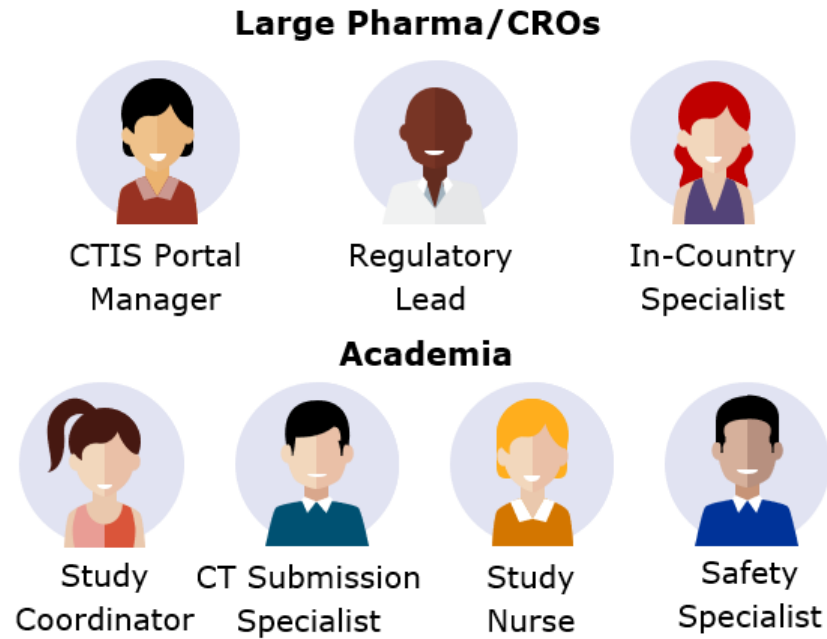 Large Pharma/CROs
CTIS Portal
Manager
Regulatory
Lead
In-Country
Specialist
Academia
Study
Coordinator
CT Submission
Specialist
Study
Nurse
Safety
Specialist